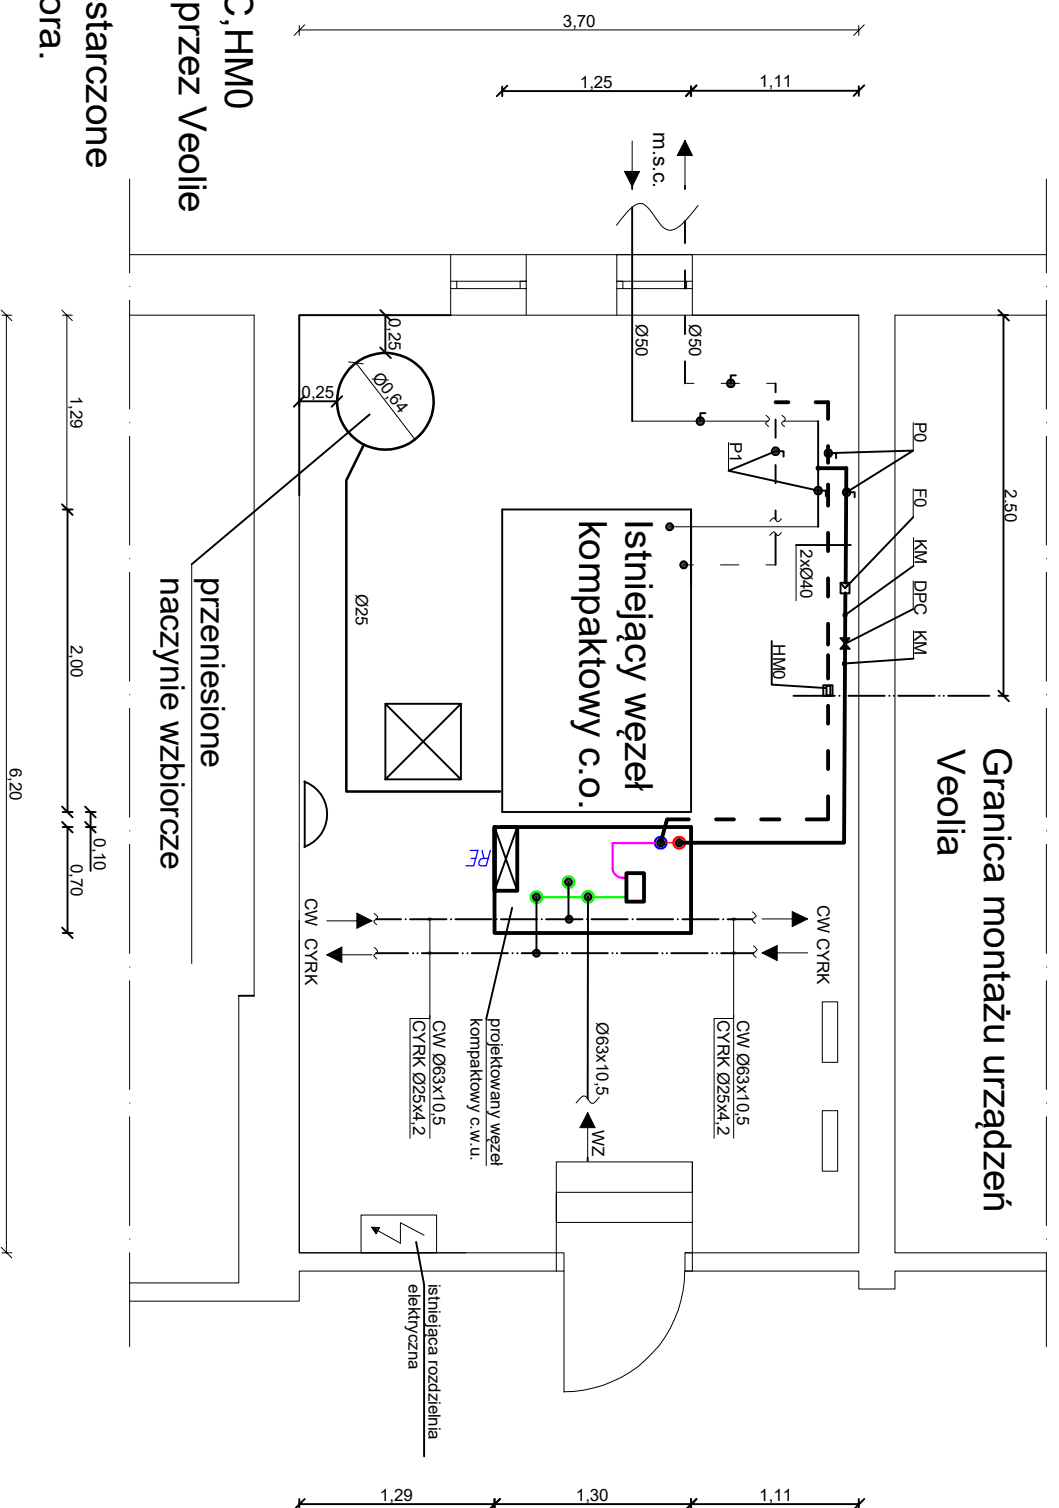 Granica montażu urządzeń
Veolia
2,50
P0
F0
KM
DPC
KM
HM0
2xØ40
P1
Ø50
Ø50
m.s.c.
3,70
1,25
1,11
Istniejący węzeł
kompaktowy c.o.
CW
CYRK
CW Ø63x10,5
CYRK Ø25x4,2
Ø63x10,5
WZ
projektowany węzeł
kompaktowy c.w.u.
CW Ø63x10,5
CYRK Ø25x4,2
CW
CYRK
RE
Ø25
0,25
0,25
Ø0,64
przeniesione
naczynie wzbiorcze
istniejąca rozdzielnia
elektryczna
1,29
1,30
1,11
1,29
2,00
0,10
0,70
6,20
C,HM0
przez Veolie
starczone
ora.